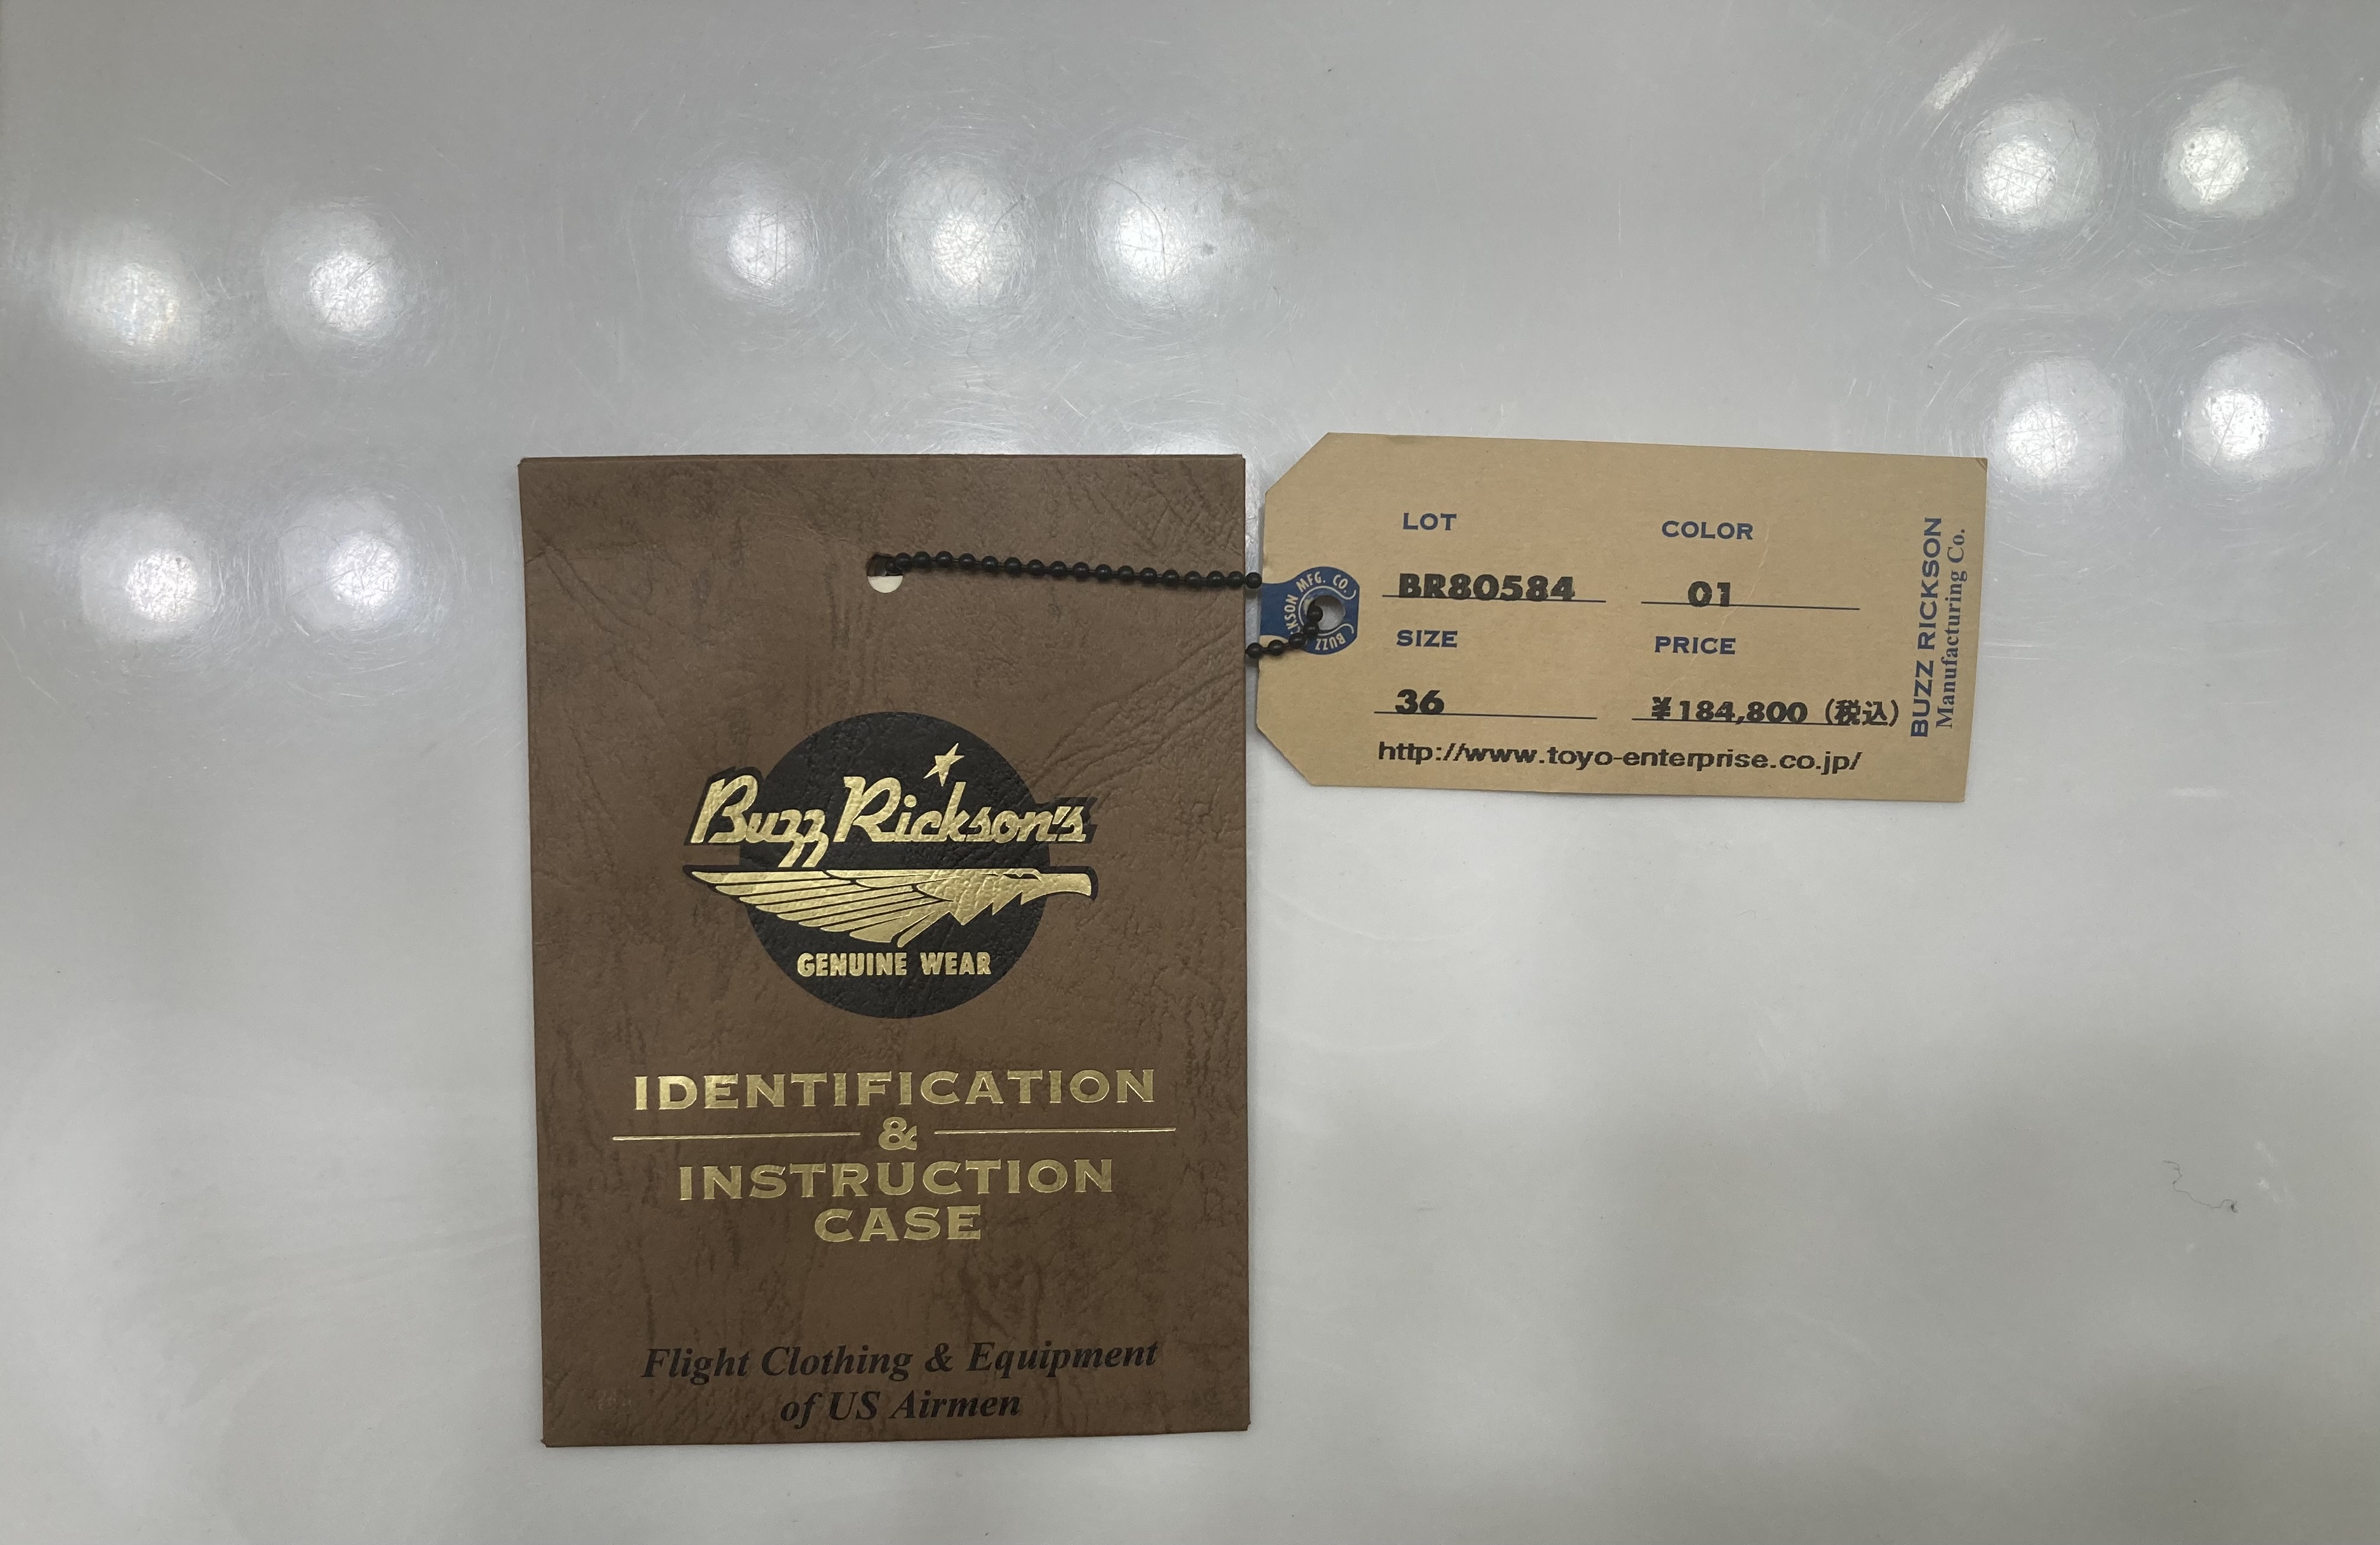 Buzz Rickson's
GENUINE WEAR
IDENTIFICATION
&
INSTRUCTION
CASE
Flight Clothing & Equipment
of US Airmen
LOT
BR80584
COLOR
01
SIZE
36
PRICE
¥184,800 (税込)
http://www.toyo-enterprise.co.jp/
BUZZ RICKSON
Manufacturing Co.
BUZZ
CKSON MFG. CO.